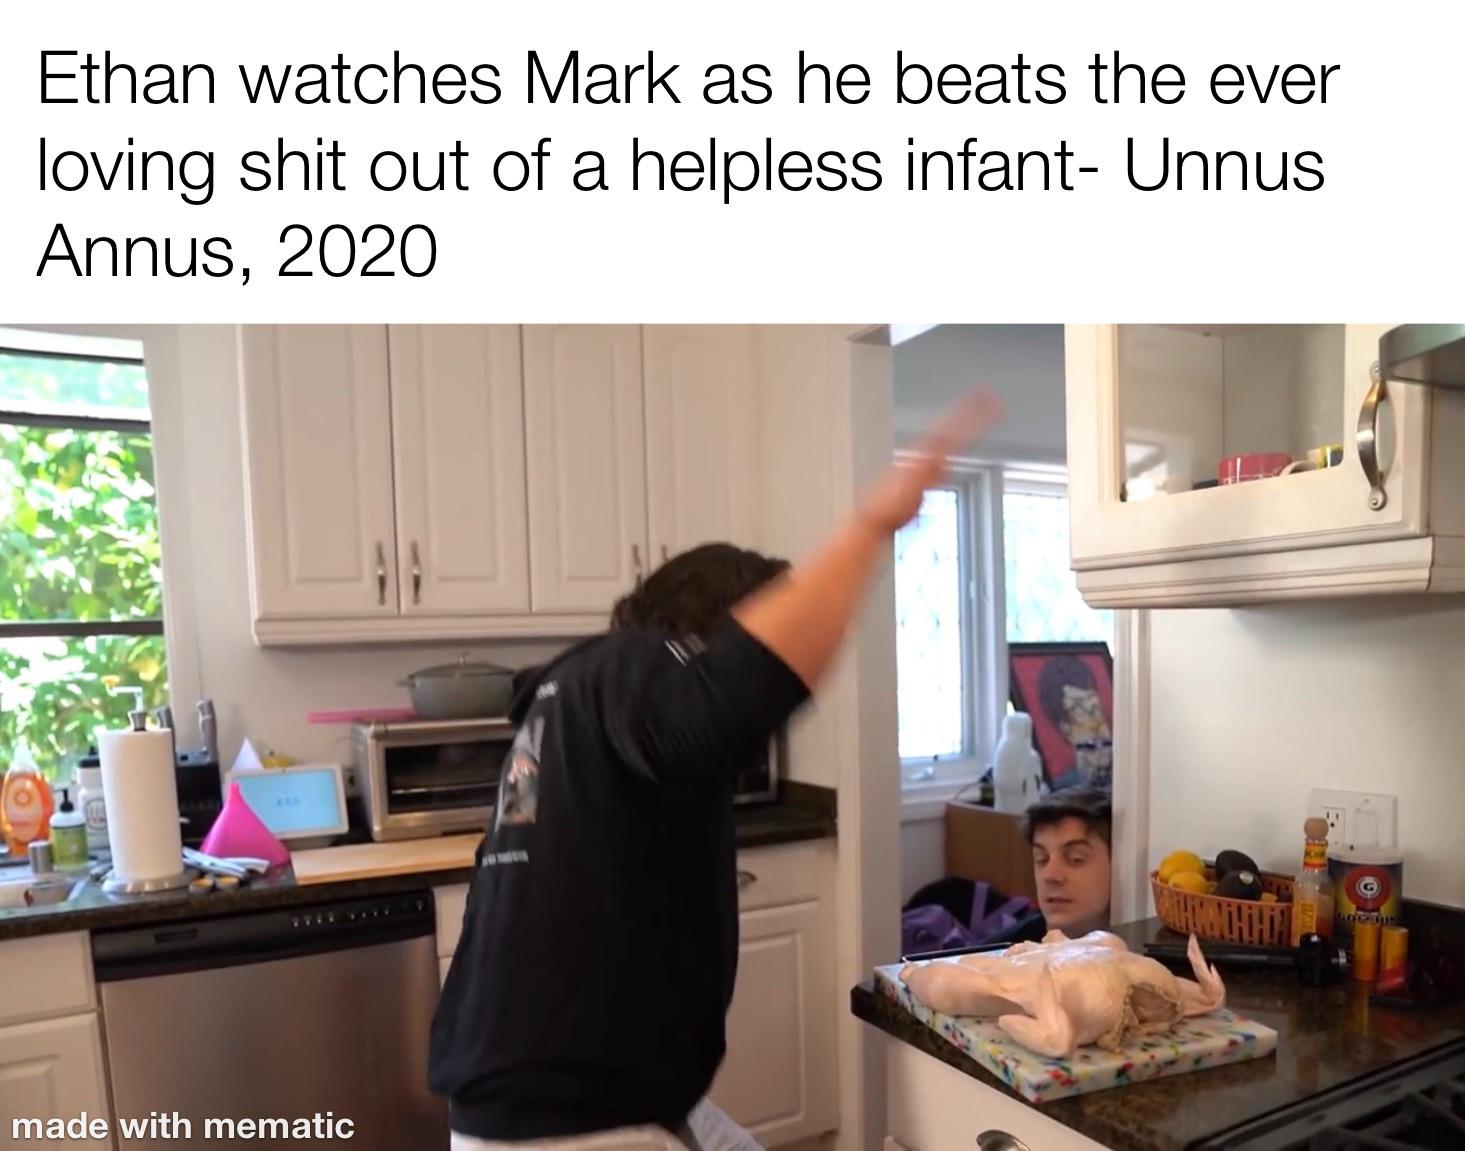 Ethan watches Mark as he beats the ever
loving shit out of a helpless infant- Unnus
Annus, 2020
made with mematic